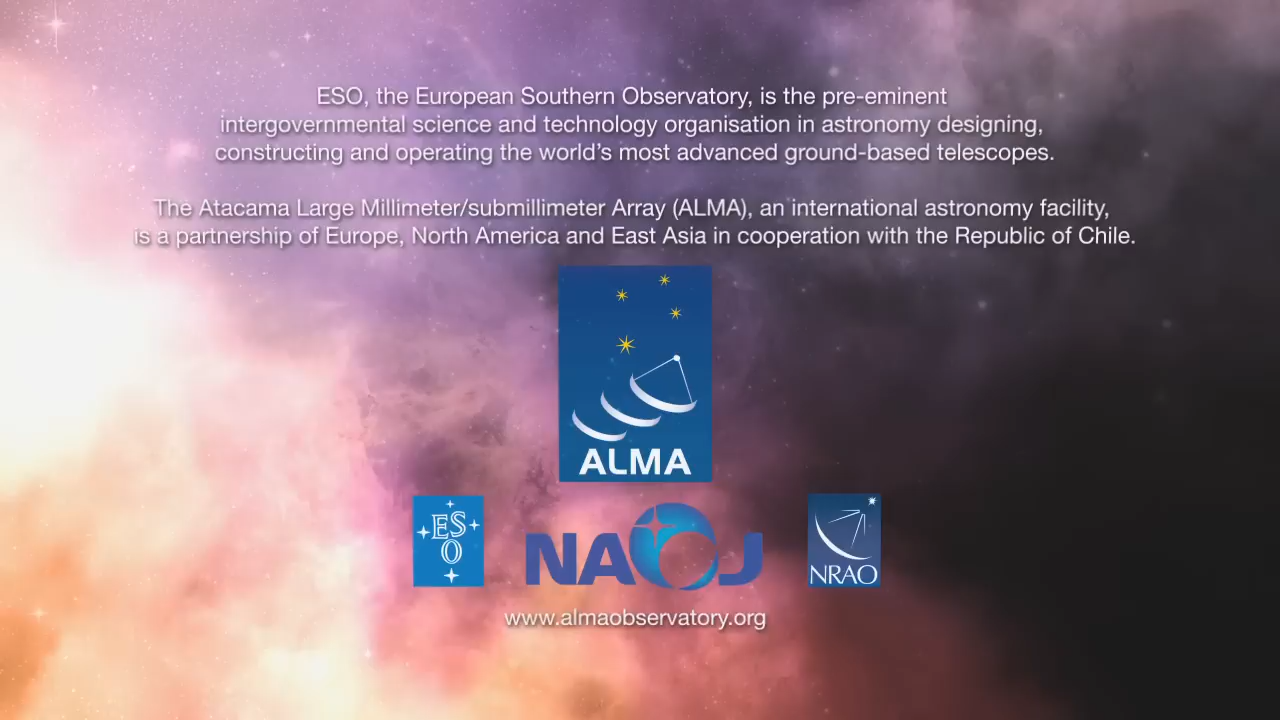 ESO, the European Southern Observatory, is the pre-eminent
intergovernmental science and technology organisation in astronomy designing,
constructing and operating the world's most advanced ground-based telescopes.
The Atacama Large Millimeter/submillimeter Array (ALMA), an international astronomy facility,
is a partnership of Europe, North America and East Asia in cooperation with the Republic of Chile.
ALMA
ESO
NAOJ
NRAO
www.almaobservatory.org